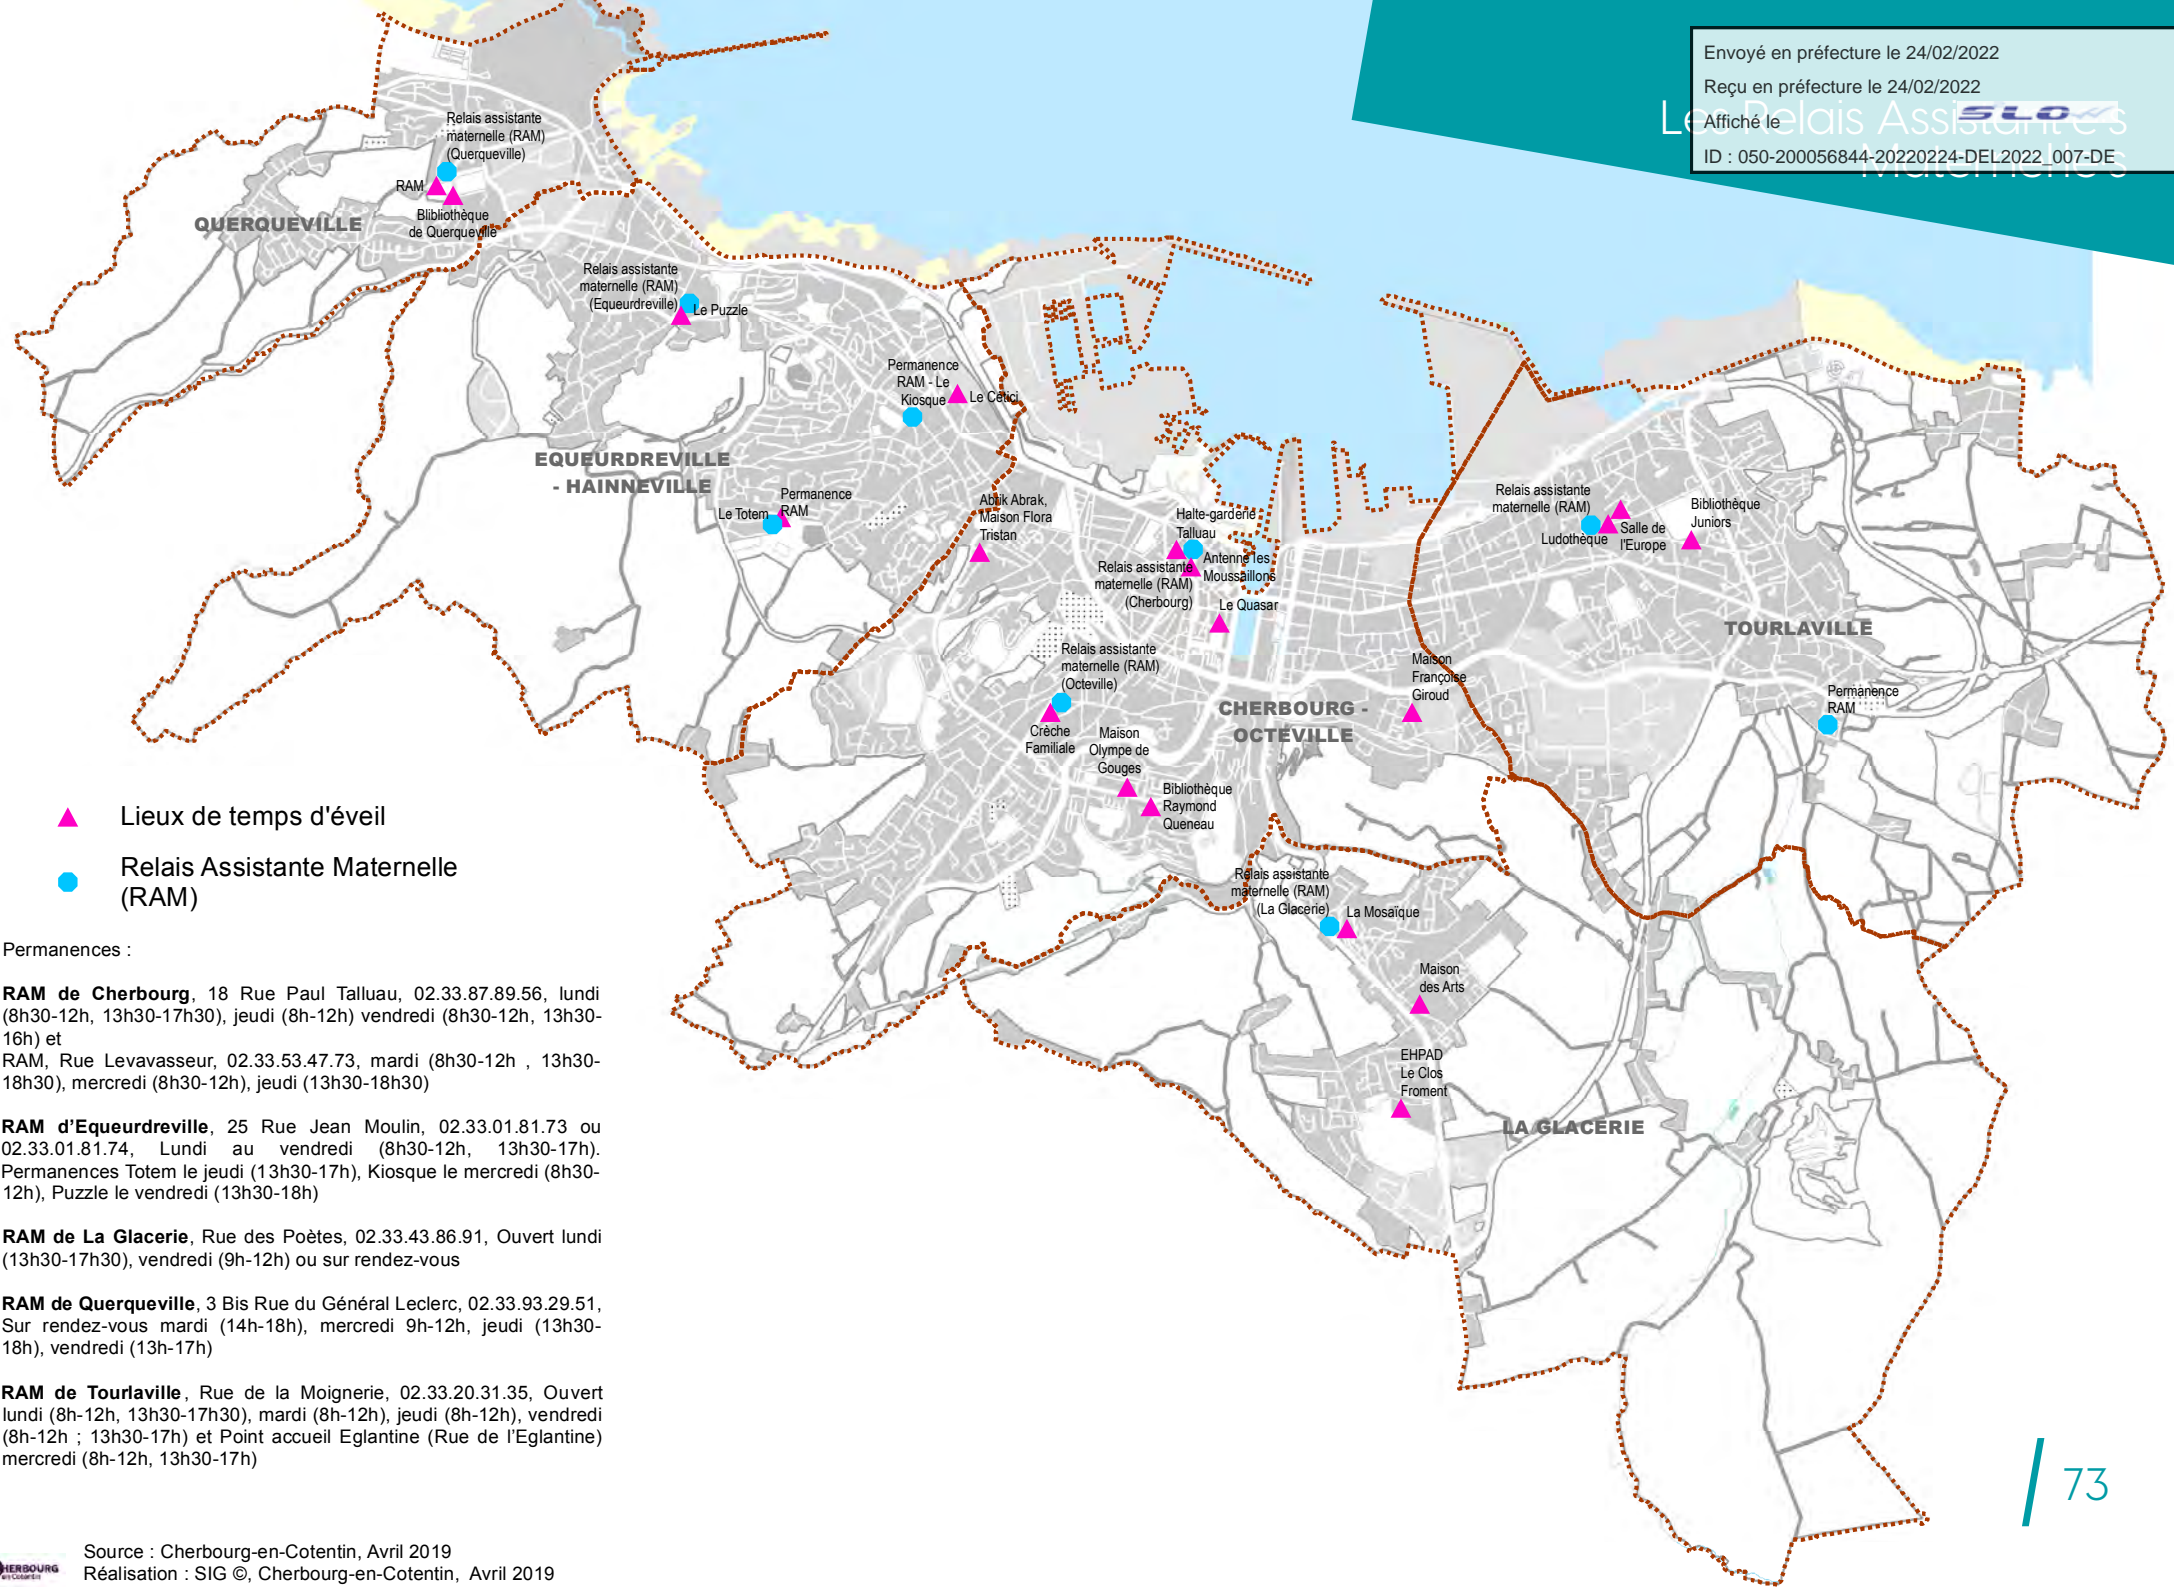 Envoyé en préfecture le 24/02/2022
Reçu en préfecture le 24/02/2022
Affiché le SLO
ID : 050-200056844-20220224-DEL2022_007-DE
Les Relais Assistant·e·s
Maternel·le·s
Relais assistante
maternelle (RAM)
(Querqueville)
RAM
Blibliothèque
de Querqueville
QUERQUEVILLE
Relais assistante
maternelle (RAM)
(Equeurdreville)
Le Puzzle
Permanence
RAM - Le
Kiosque
Le Cétici
EQUEURDREVILLE
- HAINNEVILLE
Permanence
RAM
Le Totem
Abrik Abrak,
Maison Flora
Tristan
Halte-garderie
Talluau
Antenne les
Moussaillons
Relais assistante
maternelle (RAM)
(Cherbourg)
Le Quasar
Relais assistante
maternelle (RAM)
(Octeville)
Crèche
Familiale
Maison
Olympe de
Gouges
Bibliothèque
Raymond
Queneau
CHERBOURG -
OCTEVILLE
Maison
Françoise
Giroud
Relais assistante
maternelle (RAM)
Ludothèque
Salle de
l'Europe
Bibliothèque
Juniors
TOURLAVILLE
Permanence
RAM
Relais assistante
maternelle (RAM)
(La Glacerie)
La Mosaïque
Maison
des Arts
EHPAD
Le Clos
Froment
LA GLACERIE
Lieux de temps d'éveil
Relais Assistante Maternelle
(RAM)
Permanences :
RAM de Cherbourg, 18 Rue Paul Talluau, 02.33.87.89.56, lundi
(8h30-12h, 13h30-17h30), jeudi (8h-12h) vendredi (8h30-12h, 13h30-
16h) et
RAM, Rue Levavasseur, 02.33.53.47.73, mardi (8h30-12h , 13h30-
18h30), mercredi (8h30-12h), jeudi (13h30-18h30)
RAM d’Equeurdreville, 25 Rue Jean Moulin, 02.33.01.81.73 ou
02.33.01.81.74, Lundi au vendredi (8h30-12h, 13h30-17h).
Permanences Totem le jeudi (13h30-17h), Kiosque le mercredi (8h30-
12h), Puzzle le vendredi (13h30-18h)
RAM de La Glacerie, Rue des Poètes, 02.33.43.86.91, Ouvert lundi
(13h30-17h30), vendredi (9h-12h) ou sur rendez-vous
RAM de Querqueville, 3 Bis Rue du Général Leclerc, 02.33.93.29.51,
Sur rendez-vous mardi (14h-18h), mercredi 9h-12h, jeudi (13h30-
18h), vendredi (13h-17h)
RAM de Tourlaville, Rue de la Moignerie, 02.33.20.31.35, Ouvert
lundi (8h-12h, 13h30-17h30), mardi (8h-12h), jeudi (8h-12h), vendredi
(8h-12h ; 13h30-17h) et Point accueil Eglantine (Rue de l’Eglantine)
mercredi (8h-12h, 13h30-17h)
73
CHERBOURG
en Cotentin
Source : Cherbourg-en-Cotentin, Avril 2019
Réalisation : SIG ©, Cherbourg-en-Cotentin, Avril 2019